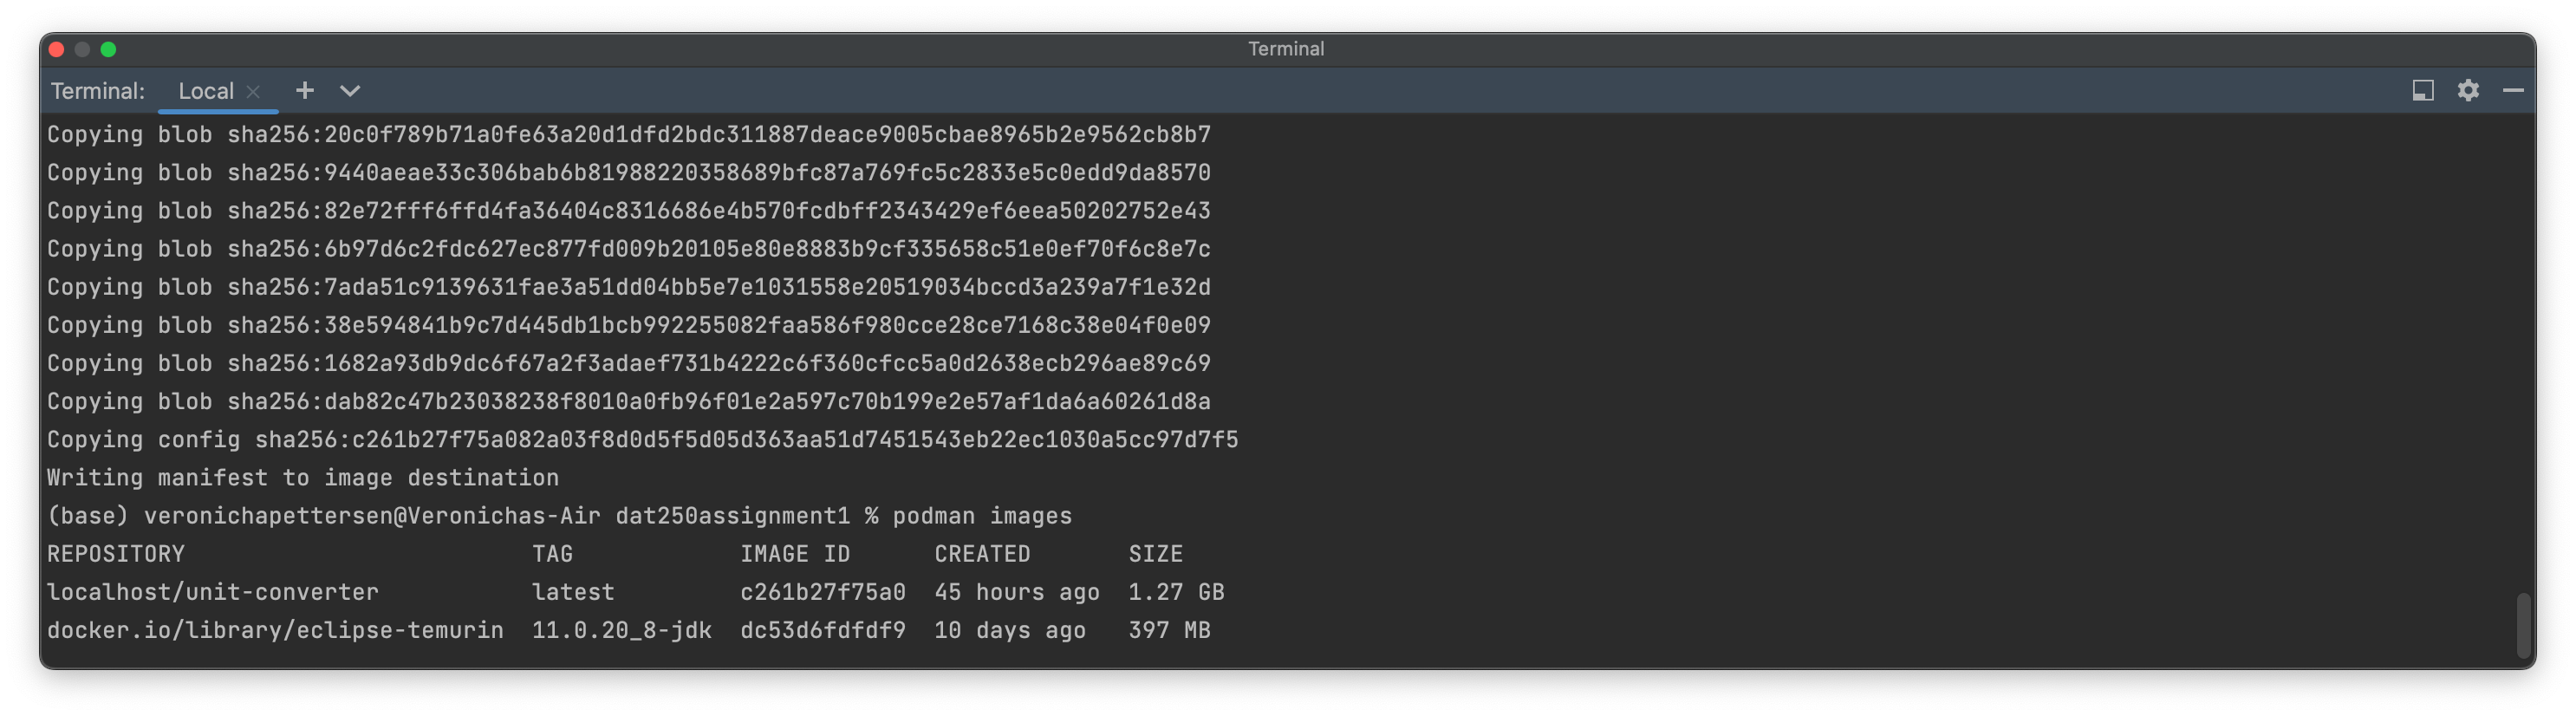 Terminal
Terminal: Local
Copying blob sha256:20c0f789b71a0fe63a20d1dfd2bdc311887deace9005cbae8965b2e9562cb8b7
Copying blob sha256:9440aeae33c306bab6b81988220358689bfc87a769fc5c2833e5c0edd9da8570
Copying blob sha256:82e72fff6ffd4fa36404c8316686e4b570fcdbff2343429ef6eea50202752e43
Copying blob sha256:6b97d6c2fdc627ec877fd009b20105e80e8883b9cf335658c51e0ef70f6c8e7c
Copying blob sha256:7ada51c9139631fae3a51dd04bb5e7e1031558e20519034bccd3a239a7f1e32d
Copying blob sha256:38e594841b9c7d445db1bcb992255082faa586f980cce28ce7168c38e04f0e09
Copying blob sha256:1682a93db9dc6f67a2f3adaef731b4222c6f360cfcc5a0d2638ecb296ae89c69
Copying blob sha256:dab82c47b23038238f8010a0fb96f01e2a597c70b199e2e57af1da6a60261d8a
Copying config sha256:c261b27f75a082a03f8d0d5f5d05d363aa51d7451543eb22ec1030a5cc97d7f5
Writing manifest to image destination
(base) veronichapettersen@Veronichas-Air dat250assignment1 % podman images
REPOSITORY TAG IMAGE ID CREATED SIZE
localhost/unit-converter latest c261b27f75a0 45 hours ago 1.27 GB
docker.io/library/eclipse-temurin 11.0.20_8-jdk dc53d6fdfdf9 10 days ago 397 MB